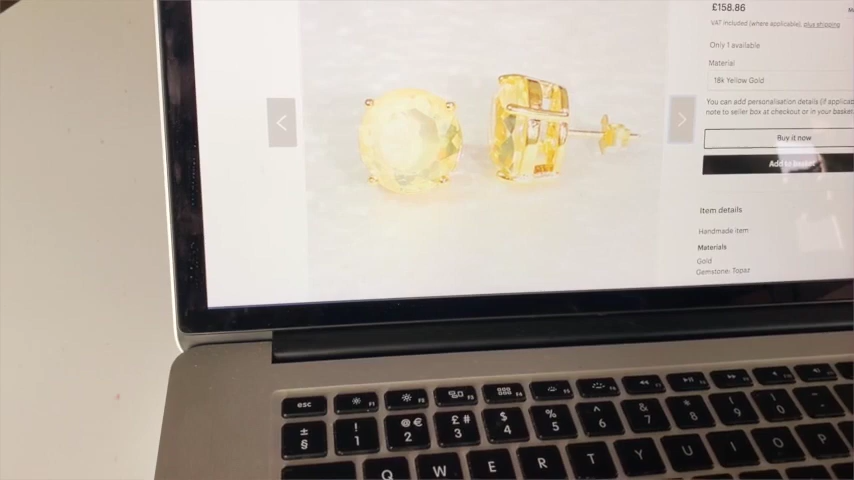 £158.86
VAT included (where applicable), plus shipping
Only 1 available
Material
18k Yellow Gold
You can add personalisation details (if applicab
note to seller box at checkout or in your basket.
Buy it now
Add to basket
Item details
Handmade item
Materials
Gold
Gemstone: Topaz
esc F1 F2 F3 F4 F5 F6 F7 F8 F9
± § ! 1 @ € 2 £ # 3 $ 4 % 5 ^ 6 & 7 * 8 ( 9 ) 0
Q W E R T Y U I O P